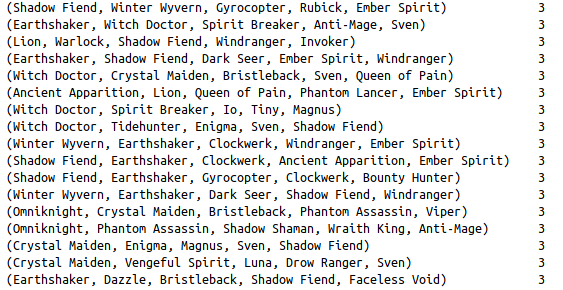 (Shadow Fiend, Winter Wyvern, Gyrocopter, Rubick, Ember Spirit) 3
(Earthshaker, Witch Doctor, Spirit Breaker, Anti-Mage, Sven) 3
(Lion, Warlock, Shadow Fiend, Windranger, Invoker) 3
(Earthshaker, Shadow Fiend, Dark Seer, Ember Spirit, Windranger) 3
(Witch Doctor, Crystal Maiden, Bristleback, Sven, Queen of Pain) 3
(Ancient Apparition, Lion, Queen of Pain, Phantom Lancer, Ember Spirit) 3
(Witch Doctor, Spirit Breaker, Io, Tiny, Magnus) 3
(Witch Doctor, Tidehunter, Enigma, Sven, Shadow Fiend) 3
(Winter Wyvern, Earthshaker, Clockwerk, Windranger, Ember Spirit) 3
(Shadow Fiend, Earthshaker, Clockwerk, Ancient Apparition, Ember Spirit) 3
(Shadow Fiend, Earthshaker, Gyrocopter, Clockwerk, Bounty Hunter) 3
(Winter Wyvern, Earthshaker, Dark Seer, Shadow Fiend, Windranger) 3
(Omniknight, Crystal Maiden, Bristleback, Phantom Assassin, Viper) 3
(Omniknight, Phantom Assassin, Shadow Shaman, Wraith King, Anti-Mage) 3
(Crystal Maiden, Enigma, Magnus, Sven, Shadow Fiend) 3
(Crystal Maiden, Vengeful Spirit, Luna, Drow Ranger, Sven) 3
(Earthshaker, Dazzle, Bristleback, Shadow Fiend, Faceless Void) 3